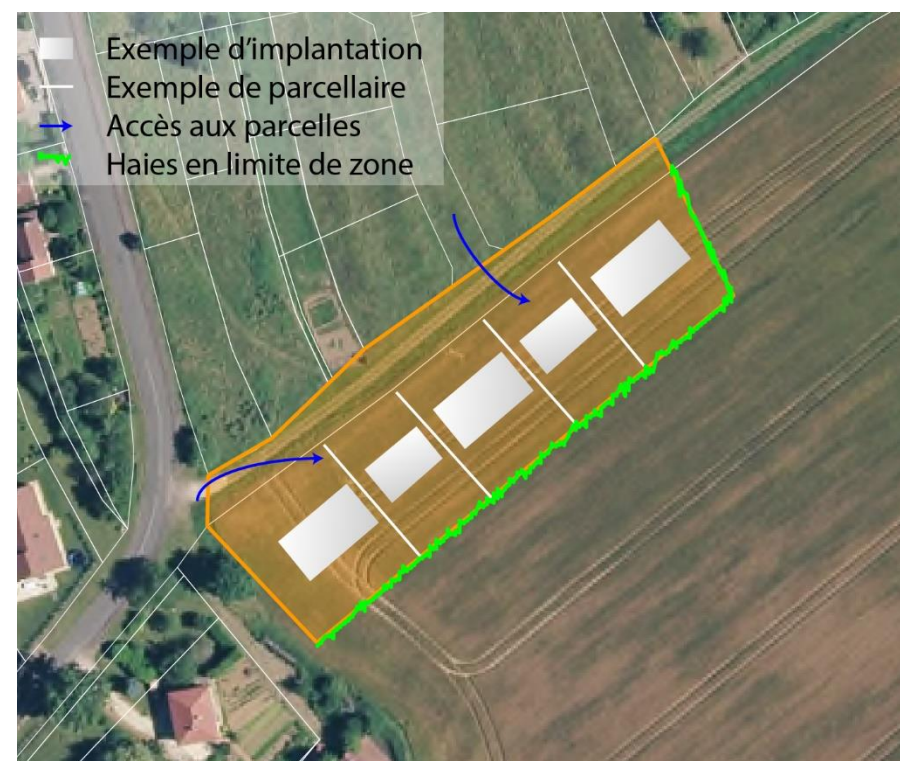 Exemple d'implantation
Exemple de parcellaire
Accès aux parcelles
Haies en limite de zone